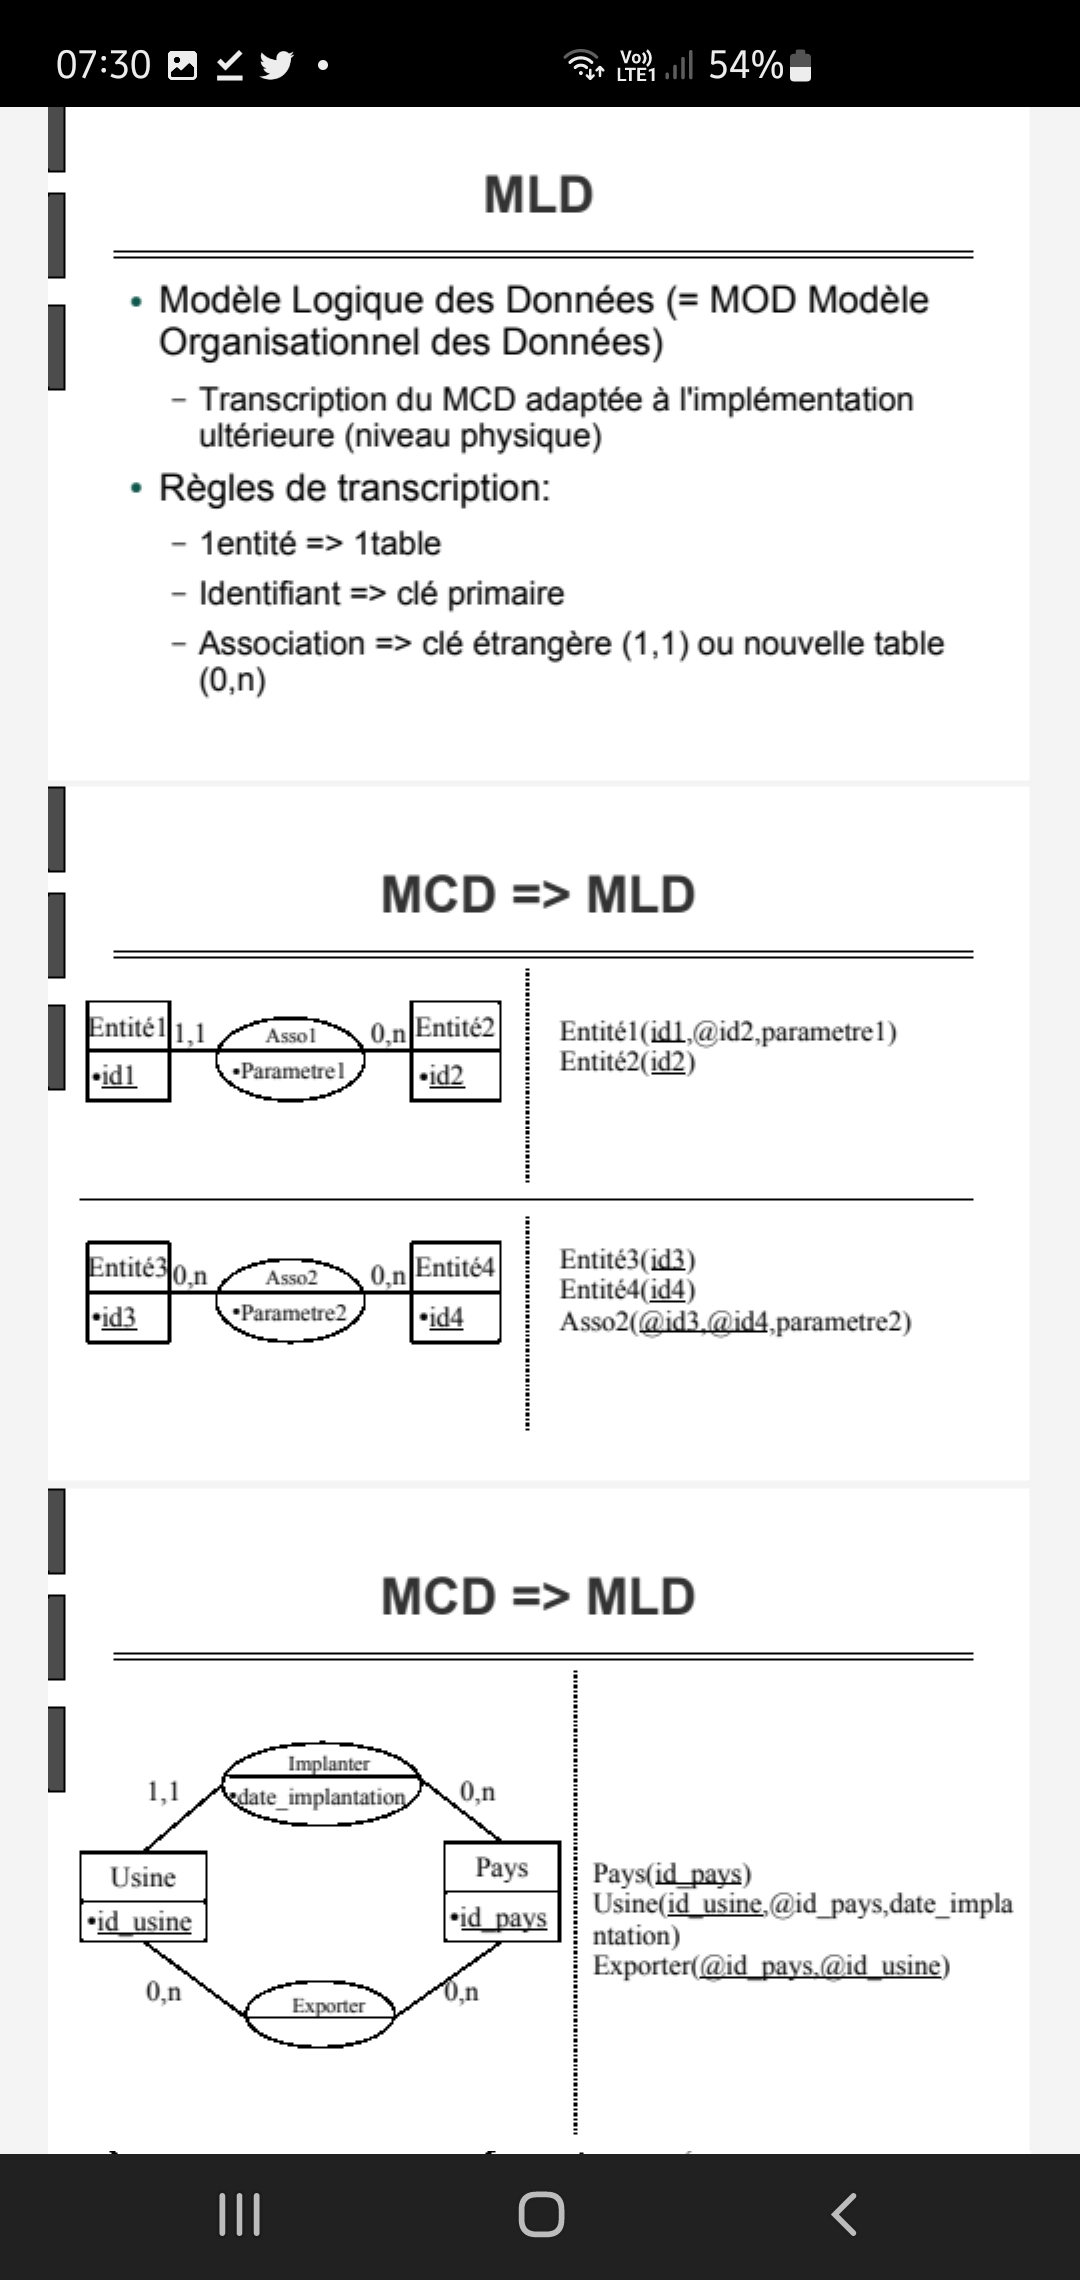 07:30
Vo))
LTE1
54%
MLD
• Modèle Logique des Données (= MOD Modèle
Organisationnel des Données)
– Transcription du MCD adaptée à l'implémentation
ultérieure (niveau physique)
• Règles de transcription:
– 1entité => 1table
– Identifiant => clé primaire
– Association => clé étrangère (1,1) ou nouvelle table
(0,n)
MCD => MLD
Entité1
•id1
1,1
Asso1
•Parametre1
0,n
Entité2
•id2
Entité1(id1,@id2,parametre1)
Entité2(id2)
Entité3
•id3
0,n
Asso2
•Parametre2
0,n
Entité4
•id4
Entité3(id3)
Entité4(id4)
Asso2(@id3,@id4,parametre2)
MCD => MLD
Implanter
•date_implantation
1,1
0,n
Usine
•id_usine
Pays
•id_pays
0,n
0,n
Exporter
Pays(id_pays)
Usine(id_usine,@id_pays,date_impla
ntation)
Exporter(@id_pays,@id_usine)